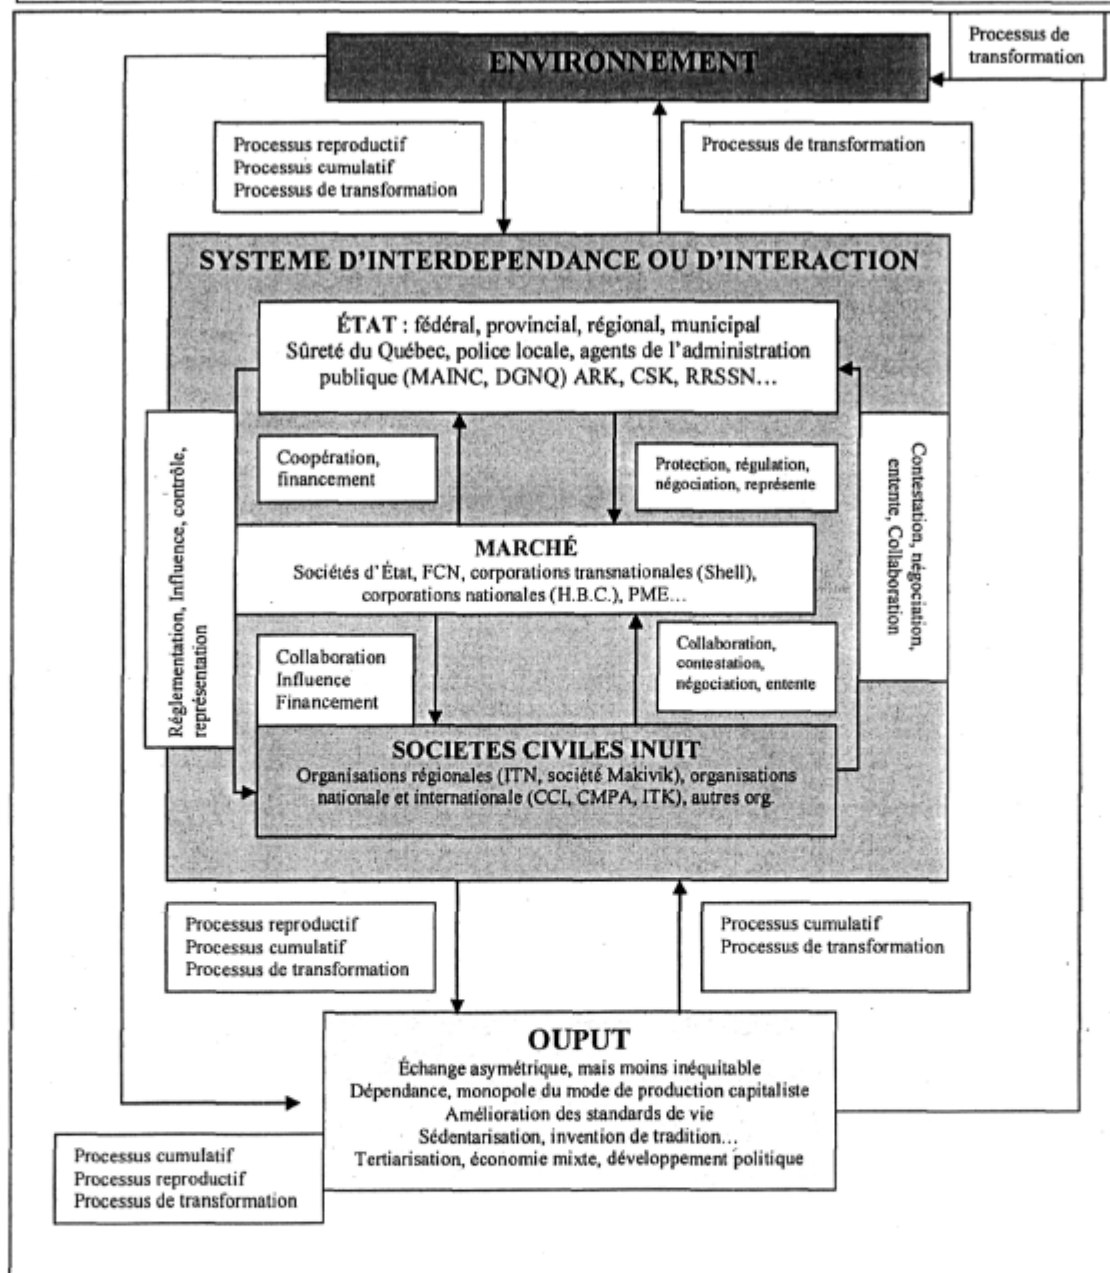 Processus de
transformation
ENVIRONNEMENT
Processus reproductif
Processus cumulatif
Processus de transformation
Processus de transformation
SYSTEME D'INTERDEPENDANCE OU D'INTERACTION
ÉTAT : fédéral, provincial, régional, municipal
Sûreté du Québec, police locale, agents de l'administration
publique (MAINC, DGNQ) ARK, CSK, RRSSN…
Coopération,
financement
Protection, régulation,
négociation, représente
Réglementation, Influence, contrôle,
représentation
Contestation, négociation,
entente, Collaboration
MARCHÉ
Sociétés d'État, FCN, corporations transnationales (Shell),
corporations nationales (H.B.C.), PME…
Collaboration
Influence
Financement
Collaboration,
contestation,
négociation, entente
SOCIETES CIVILES INUIT
Organisations régionales (ITN, société Makivik), organisations
nationale et internationale (CCI, CMPA, ITK), autres org.
Processus reproductif
Processus cumulatif
Processus de transformation
Processus cumulatif
Processus de transformation
OUPUT
Échange asymétrique, mais moins inéquitable
Dépendance, monopole du mode de production capitaliste
Amélioration des standards de vie
Sédentarisation, invention de tradition…
Tertiarisation, économie mixte, développement politique
Processus cumulatif
Processus reproductif
Processus de transformation